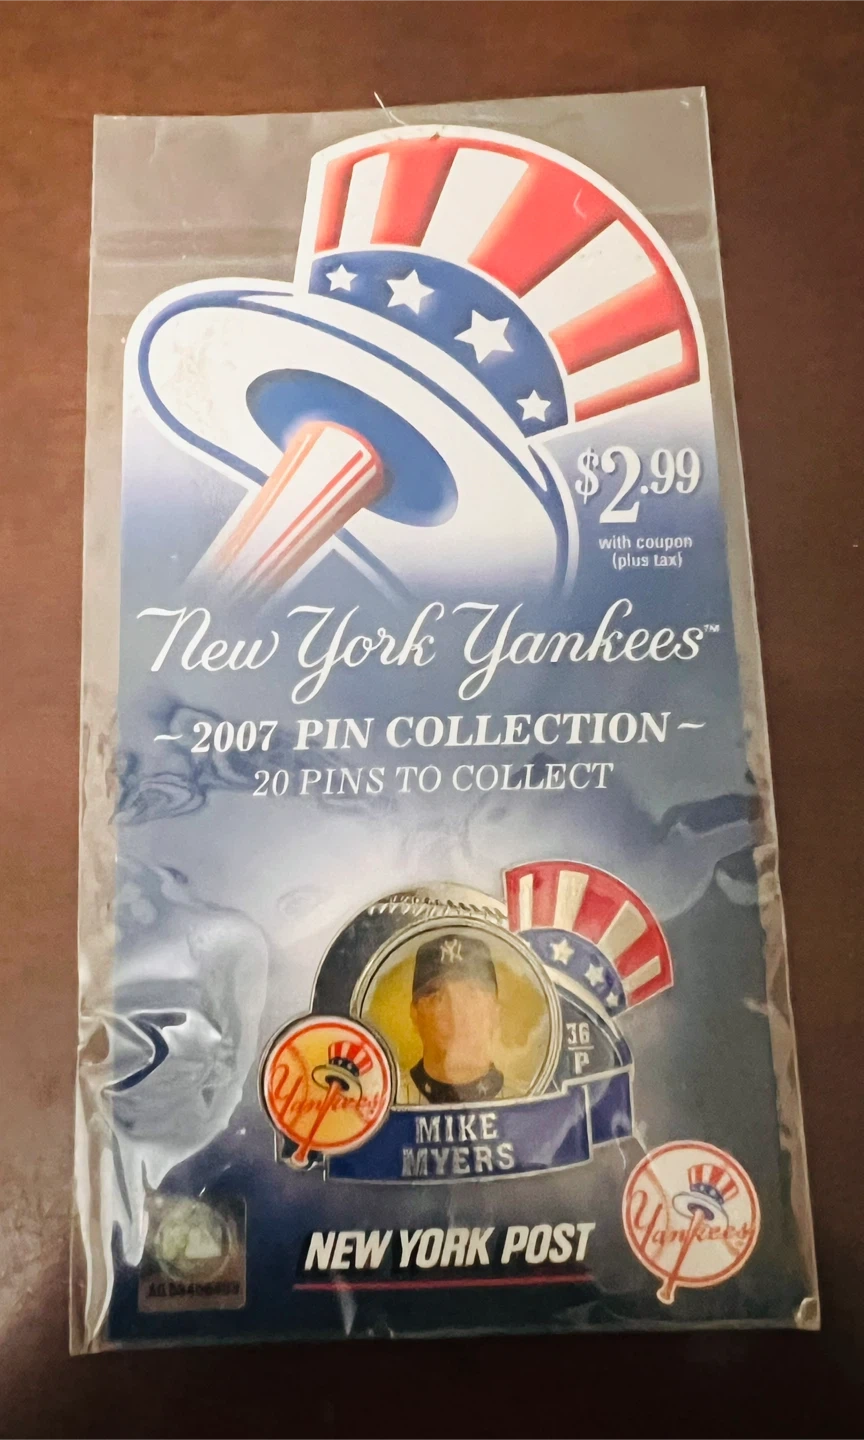 $2.99
with coupon
(plus tax)
New York Yankees™
~ 2007 PIN COLLECTION ~
20 PINS TO COLLECT
NY
36
P
Yankees
MIKE
MYERS
NEW YORK POST
Yankees